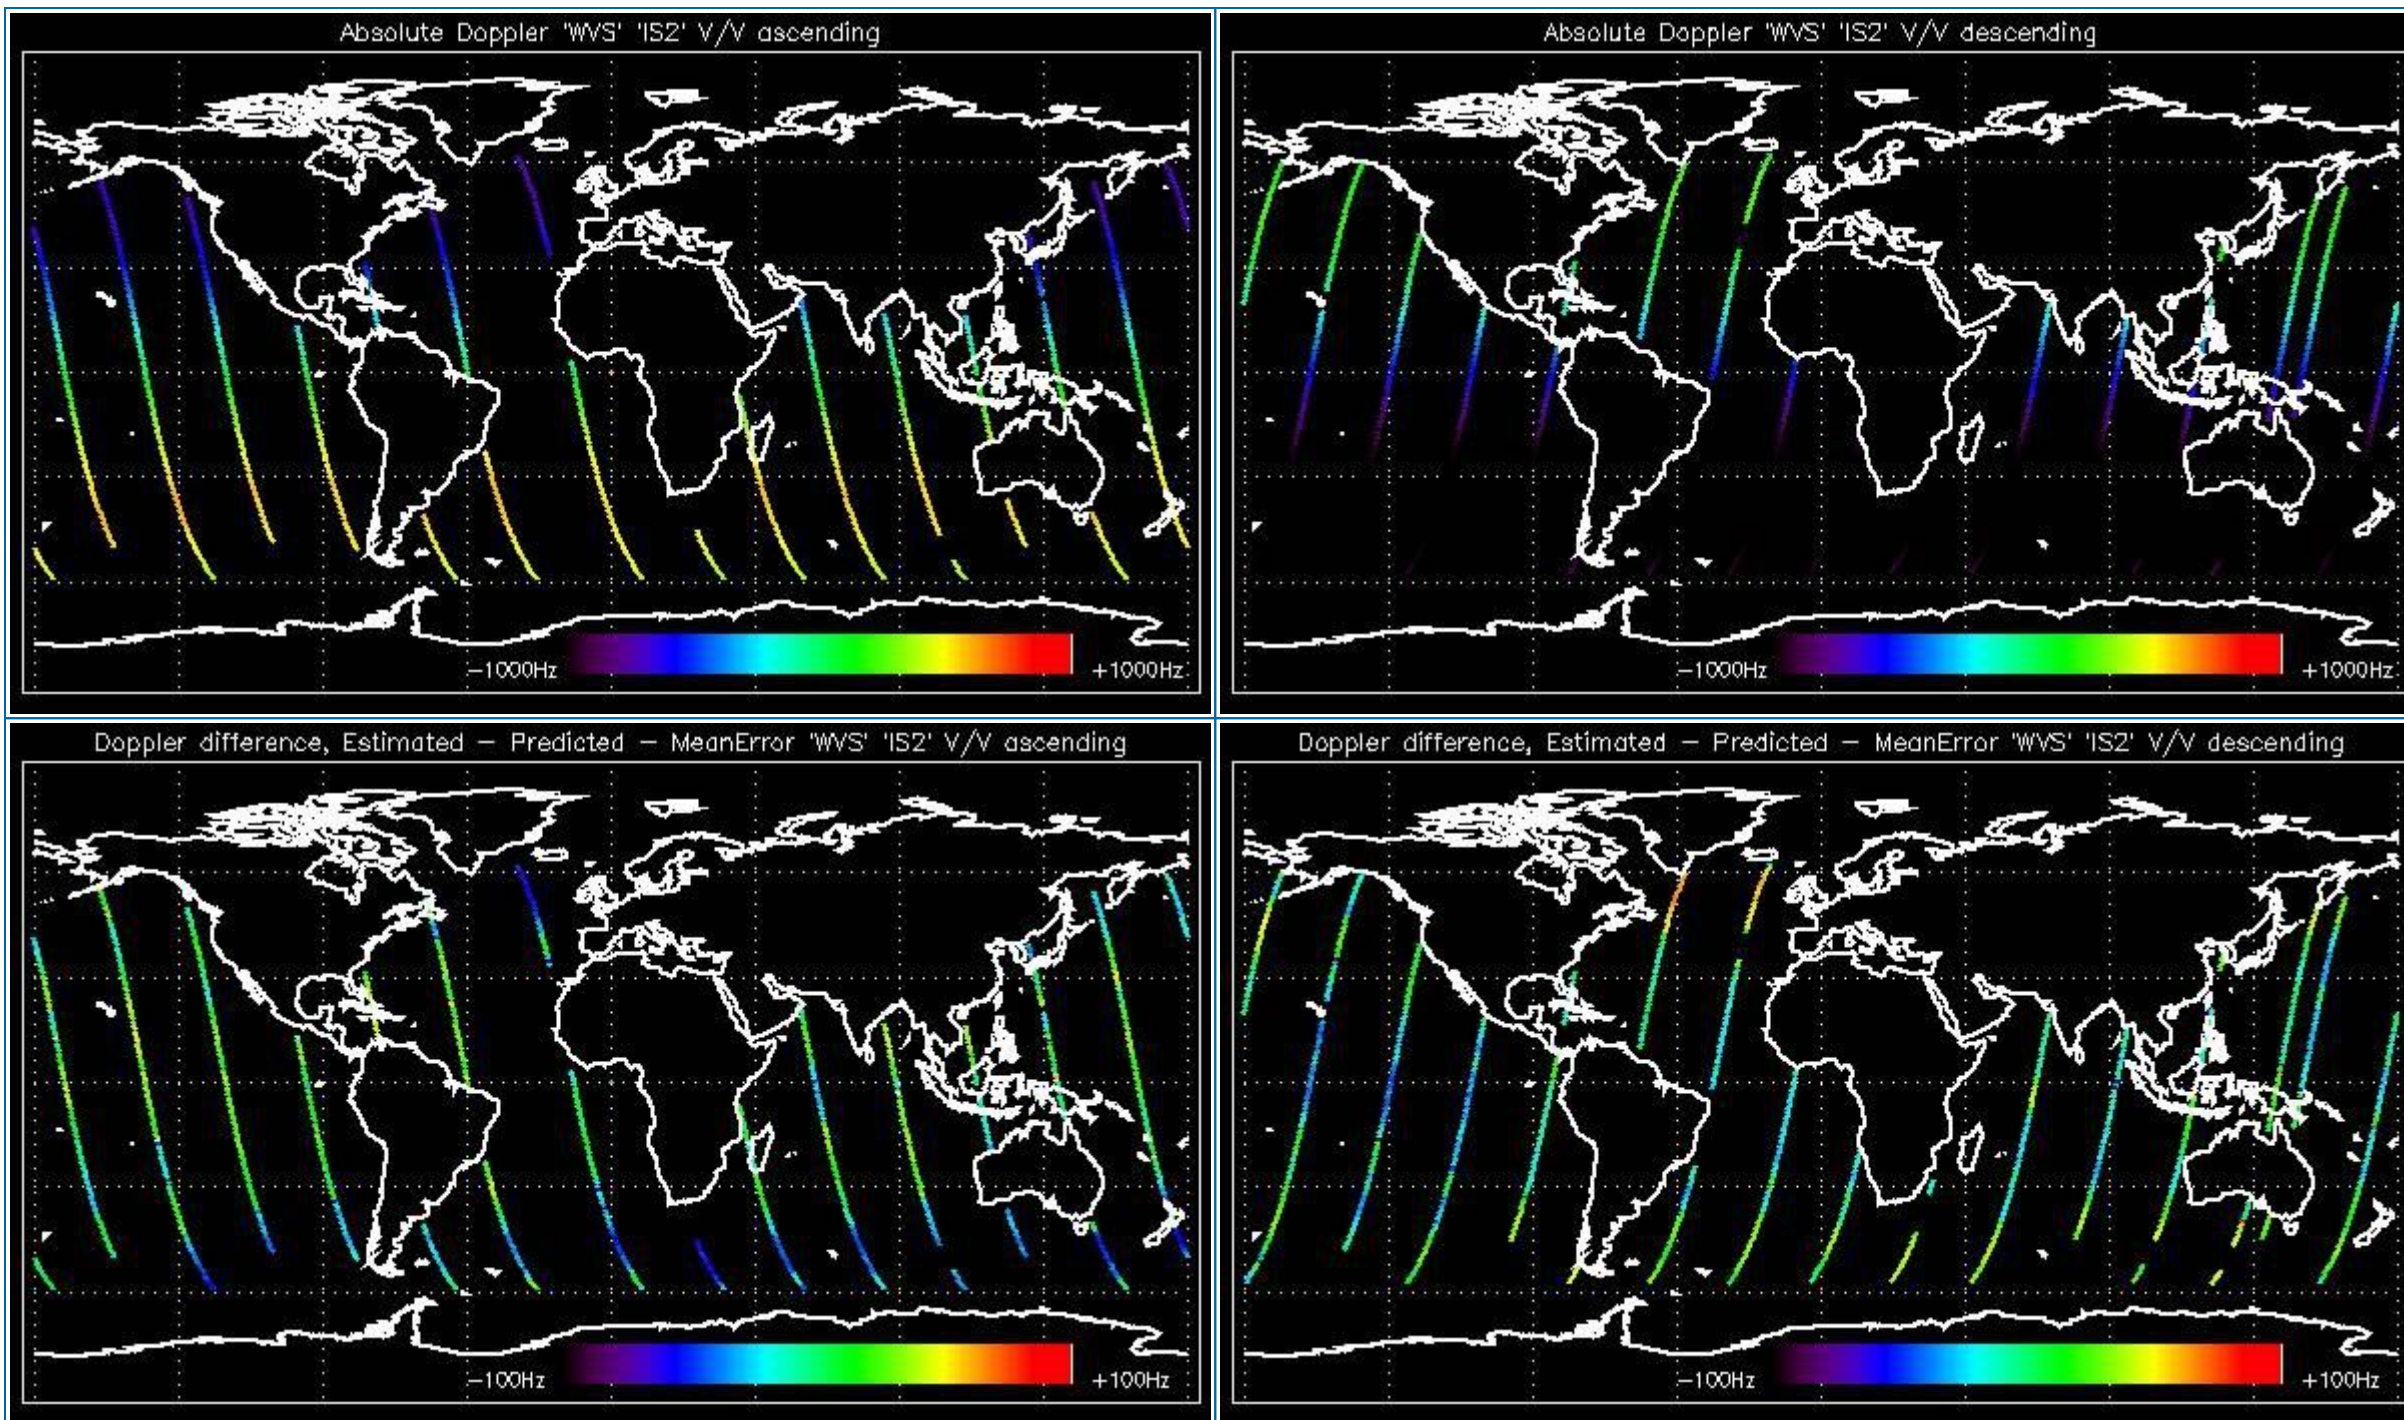 Absolute Doppler 'WVS' 'IS2' V/V ascending
-1000Hz
+1000Hz
Absolute Doppler 'WVS' 'IS2' V/V descending
-1000Hz
+1000Hz
Doppler difference, Estimated - Predicted - MeanError 'WVS' 'IS2' V/V ascending
-100Hz
+100Hz
Doppler difference, Estimated - Predicted - MeanError 'WVS' 'IS2' V/V descending
-100Hz
+100Hz